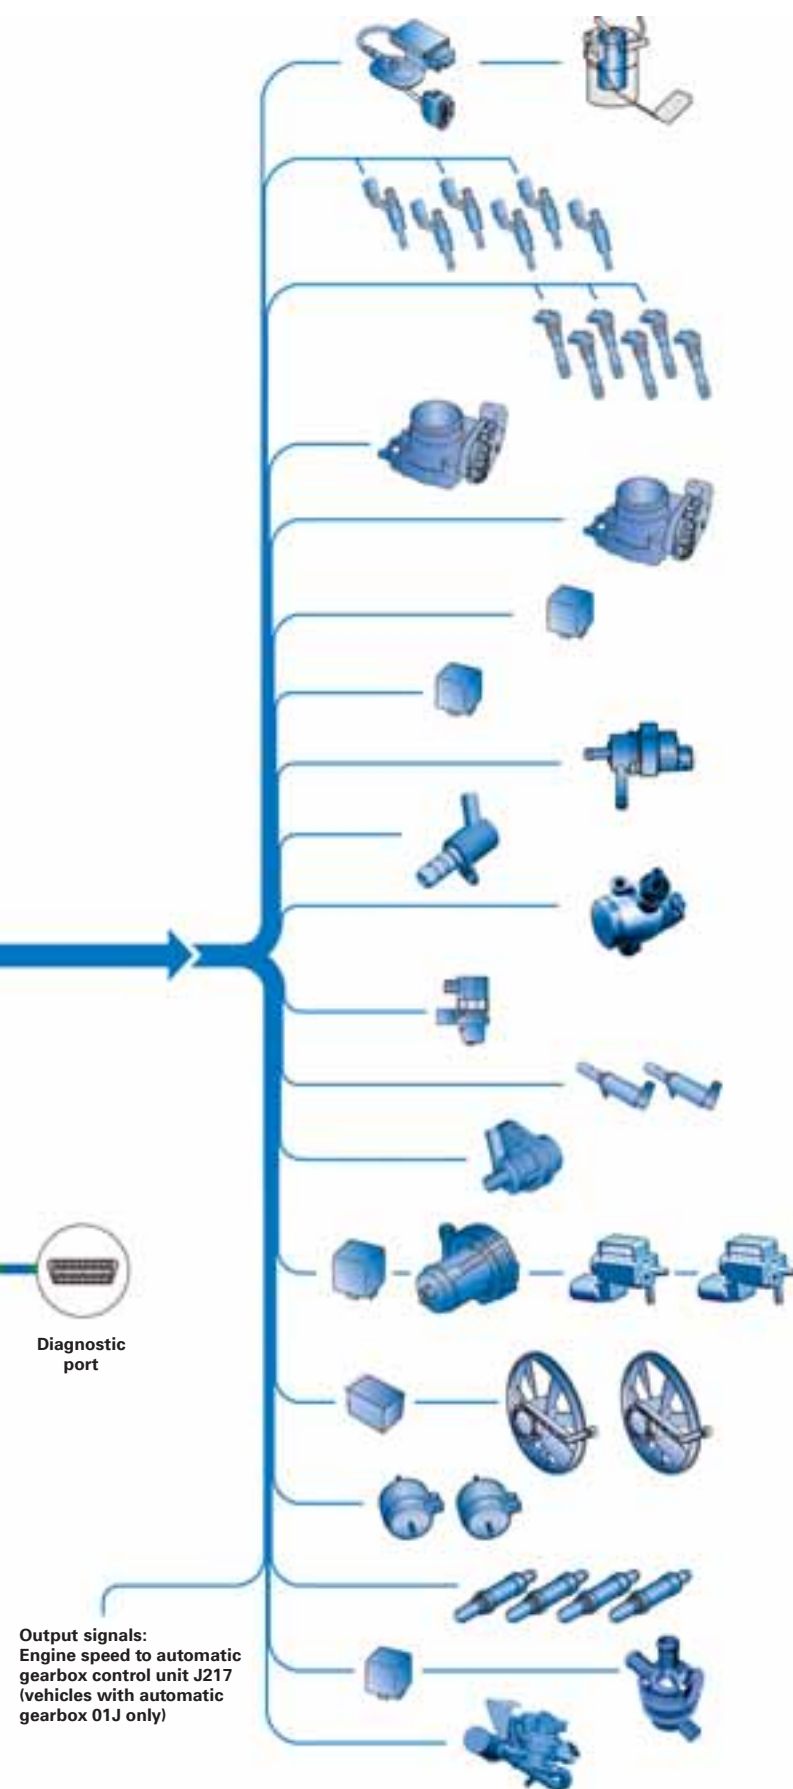 Diagnostic
port
Output signals:
Engine speed to automatic
gearbox control unit J217
(vehicles with automatic
gearbox 01J only)